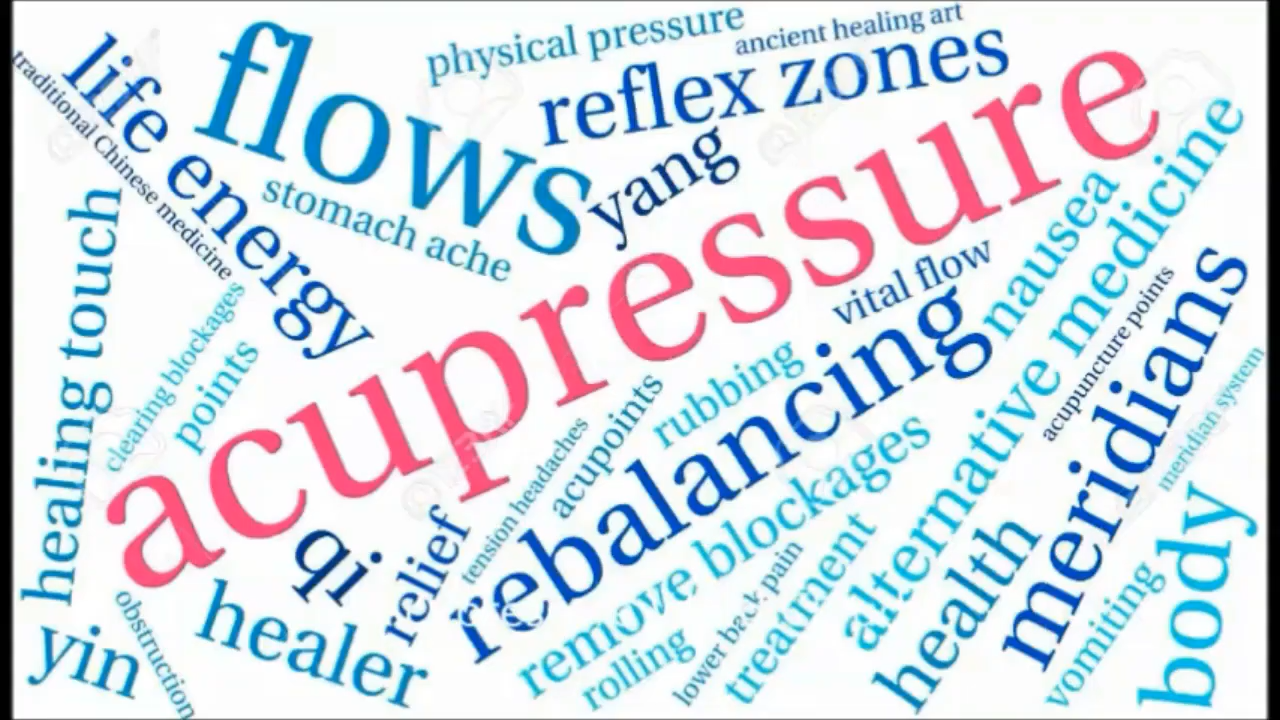 physical pressure
ancient healing art
flows
reflex zones
life energy
traditional Chinese medicine
yang
stomach ache
acupressure
nausea
alternative medicine
vital flow
healing touch
clearing blockages
points
rubbing
rebalancing
acupuncture points
meridians
meridian system
acupoints
tension headaches
qi
relief
remove blockages
health
body
healer
yin
obstruction
rolling
lower back pain
treatment
vomiting